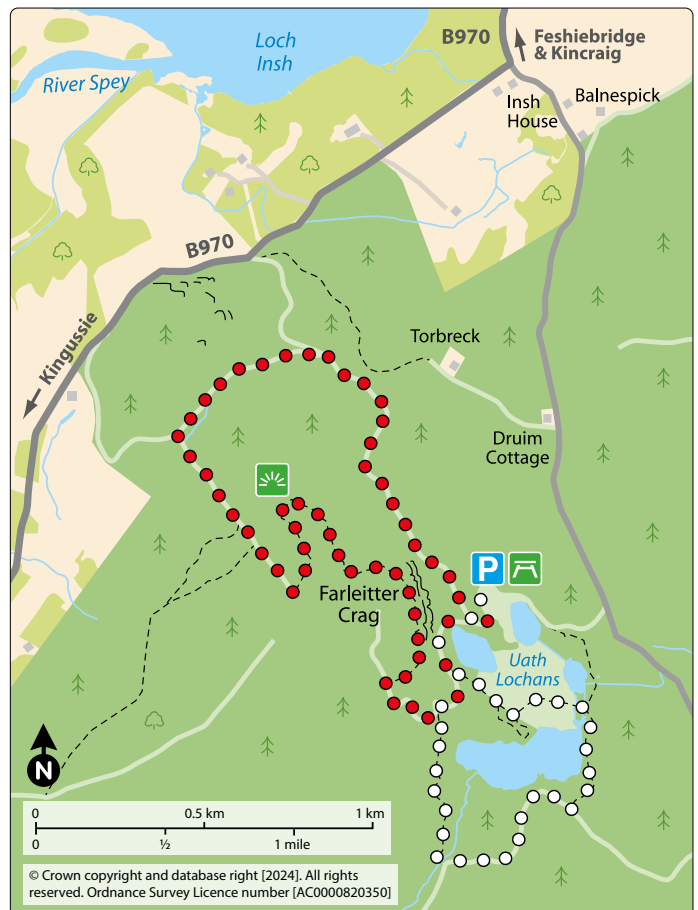 B970
Feshiebridge
& Kincraig
Loch
Insh
River Spey
Insh
House
Balnespick
B970
Kingussie
Torbreck
Druim
Cottage
P
Farleitter
Crag
Uath
Lochans
N
0 0.5 km 1 km
0 ½ 1 mile
© Crown copyright and database right [2024]. All rights
reserved. Ordnance Survey Licence number [AC0000820350]